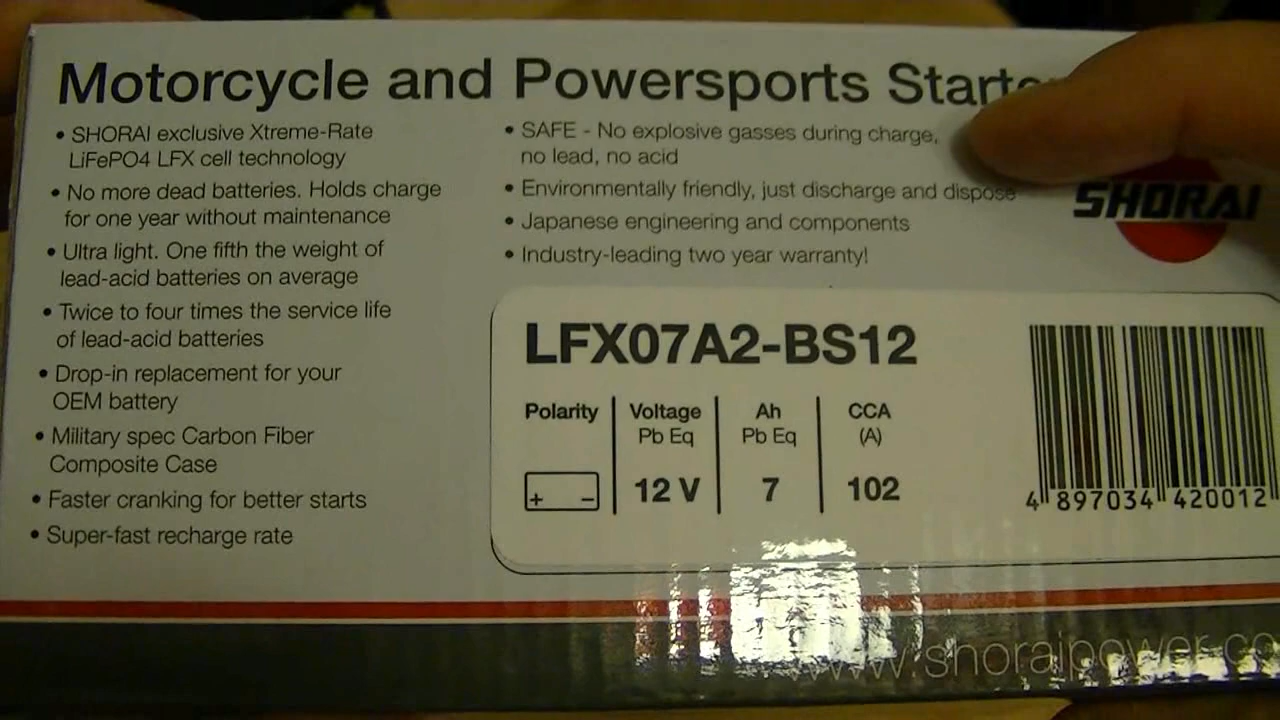 Motorcycle and Powersports
• SHORAI exclusive Xtreme-Rate
LiFePO4 LFX cell technology
• No more dead batteries. Holds charge
for one year without maintenance
• Ultra light. One fifth the weight of
lead-acid batteries on average
• Twice to four times the service life
of lead-acid batteries
• Drop-in replacement for your
OEM battery
• Military spec Carbon Fiber
Composite Case
• Faster cranking for better starts
• Super-fast recharge rate
• SAFE - No explosive gasses during charge,
no lead, no acid
• Environmentally friendly, just discharge and dispose
• Japanese engineering and components
• Industry-leading two year warranty!
SHORAI
LFX07A2-BS12
Polarity Voltage Ah CCA
Pb Eq Pb Eq (A)
+ - 12 V 7 102
4 897034 420012
www.shoraipower.co